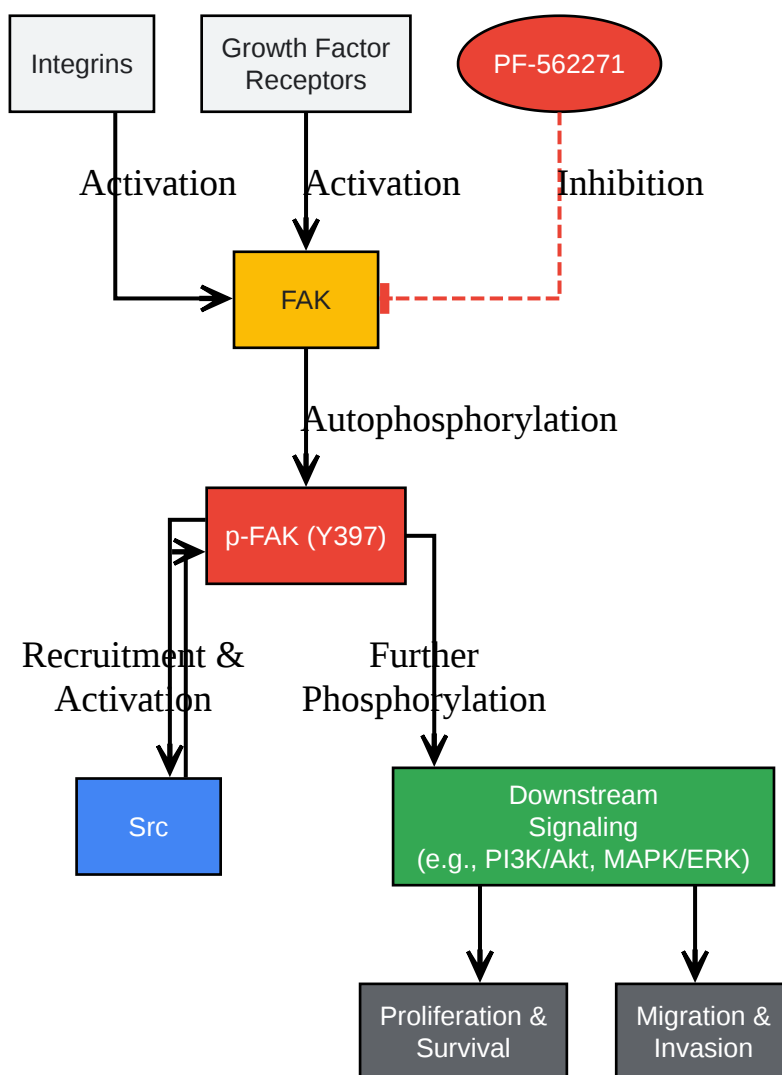 Integrins
Growth Factor
Receptors
PF-562271
Activation
Activation
Inhibition
FAK
Autophosphorylation
p-FAK (Y397)
Recruitment &
Activation
Further
Phosphorylation
Src
Downstream
Signaling
(e.g., PI3K/Akt, MAPK/ERK)
Proliferation &
Survival
Migration &
Invasion